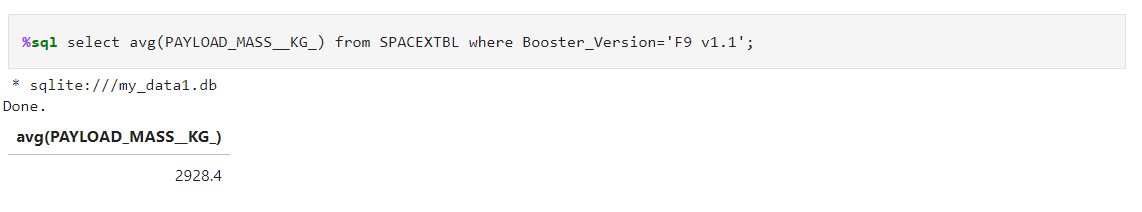 %sql select avg(PAYLOAD_MASS__KG_) from SPACEXTBL where Booster_Version='F9 v1.1';
* sqlite:///my_data1.db
Done.
avg(PAYLOAD_MASS__KG_)
2928.4